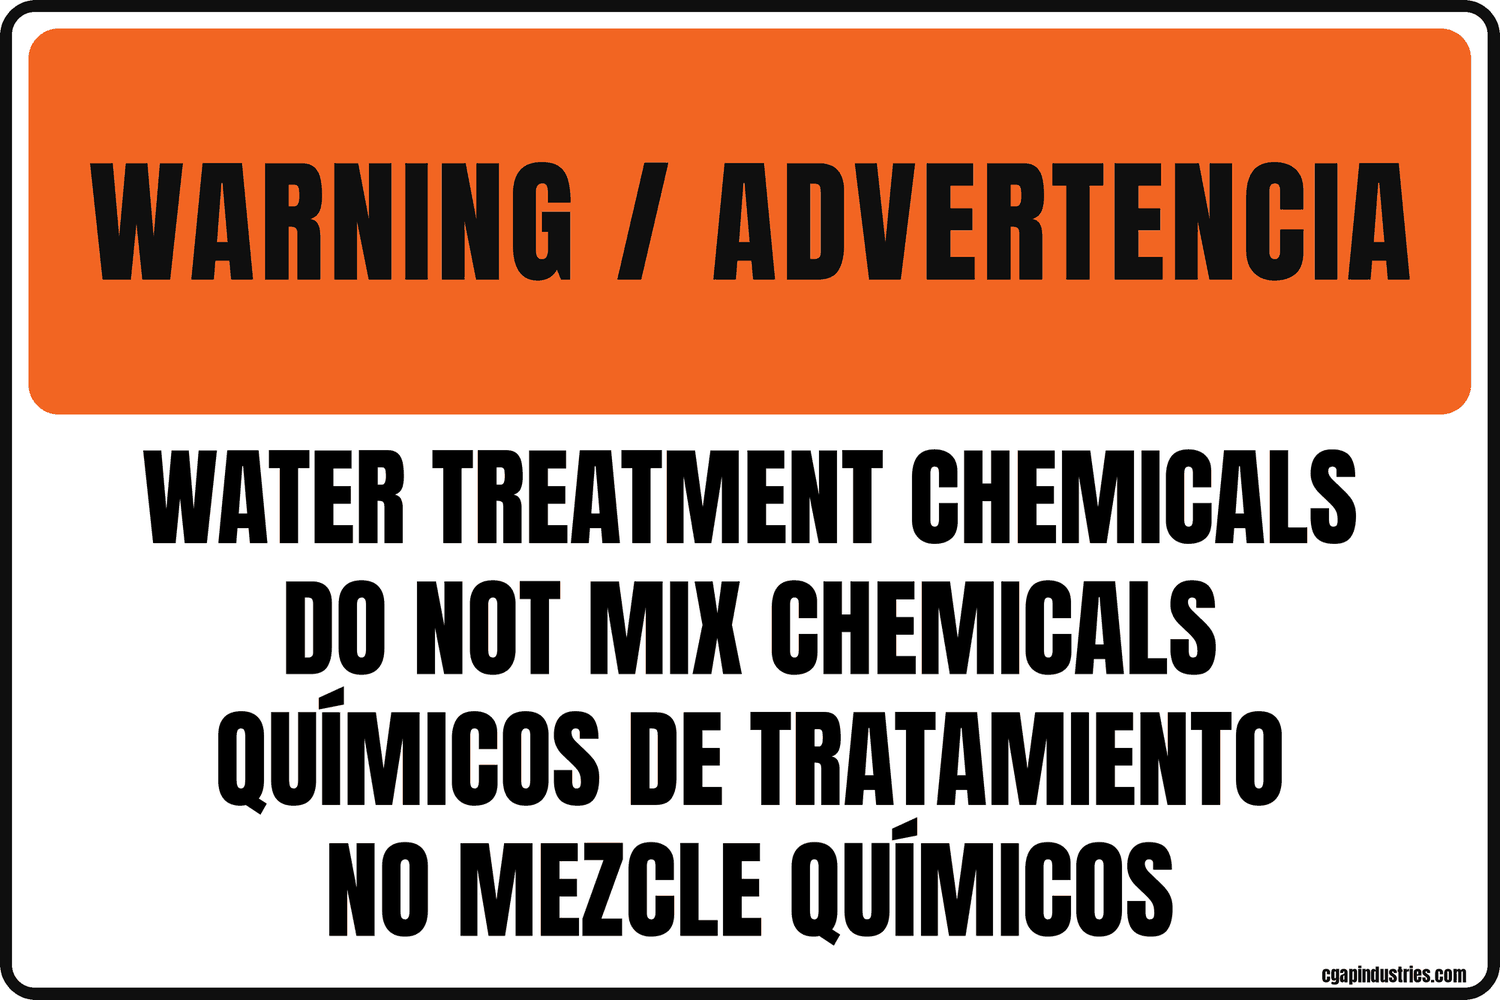 WARNING / ADVERTENCIA
WATER TREATMENT CHEMICALS
DO NOT MIX CHEMICALS
QUÍMICOS DE TRATAMIENTO
NO MEZCLE QUÍMICOS
cgapindustries.com